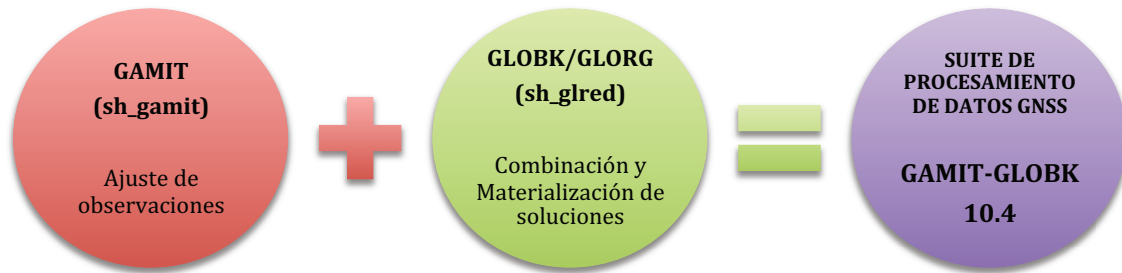 GAMIT
(sh_gamit)
Ajuste de
observaciones
GLOBK/GLORG
(sh_glred)
Combinación y
Materialización de
soluciones
SUITE DE
PROCESAMIENTO
DE DATOS GNSS
GAMIT-GLOBK
10.4